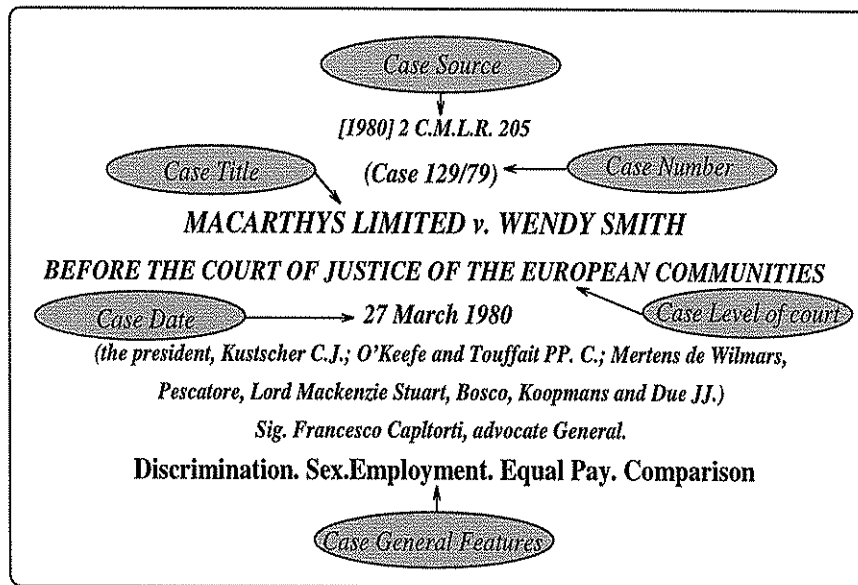 Case Source
[1980] 2 C.M.L.R. 205
Case Title
(Case 129/79)
Case Number
MACARTHYS LIMITED v. WENDY SMITH
BEFORE THE COURT OF JUSTICE OF THE EUROPEAN COMMUNITIES
Case Date
27 March 1980
Case Level of court
(the president, Kustscher C.J.; O'Keefe and Touffait PP. C.; Mertens de Wilmars,
Pescatore, Lord Mackenzie Stuart, Bosco, Koopmans and Due JJ.)
Sig. Francesco Capltorti, advocate General.
Discrimination. Sex.Employment. Equal Pay. Comparison
Case General Features